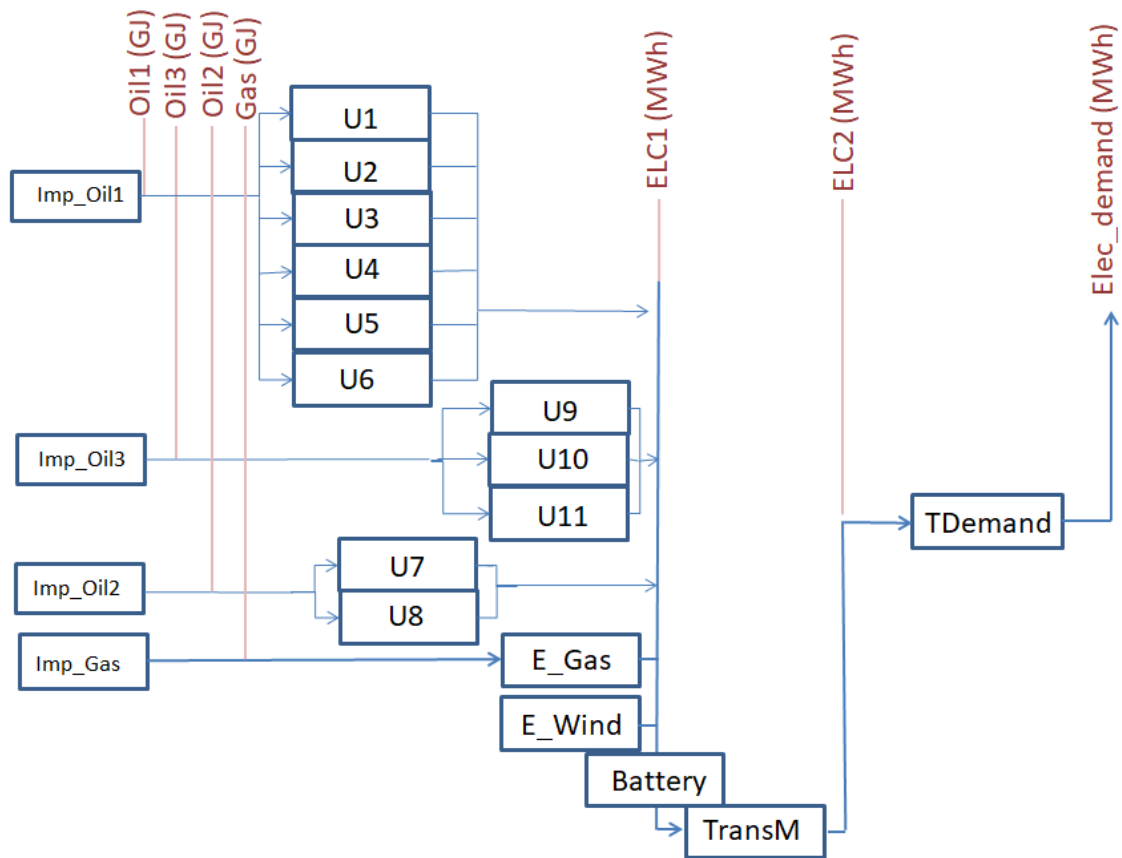 Oil1 (GJ)
Oil3 (GJ)
Oil2 (GJ)
Gas (GJ)
ELC1 (MWh)
ELC2 (MWh)
Elec_demand (MWh)
Imp_Oil1
U1
U2
U3
U4
U5
U6
Imp_Oil3
U9
U10
U11
TDemand
Imp_Oil2
U7
U8
Imp_Gas
E_Gas
E_Wind
Battery
TransM